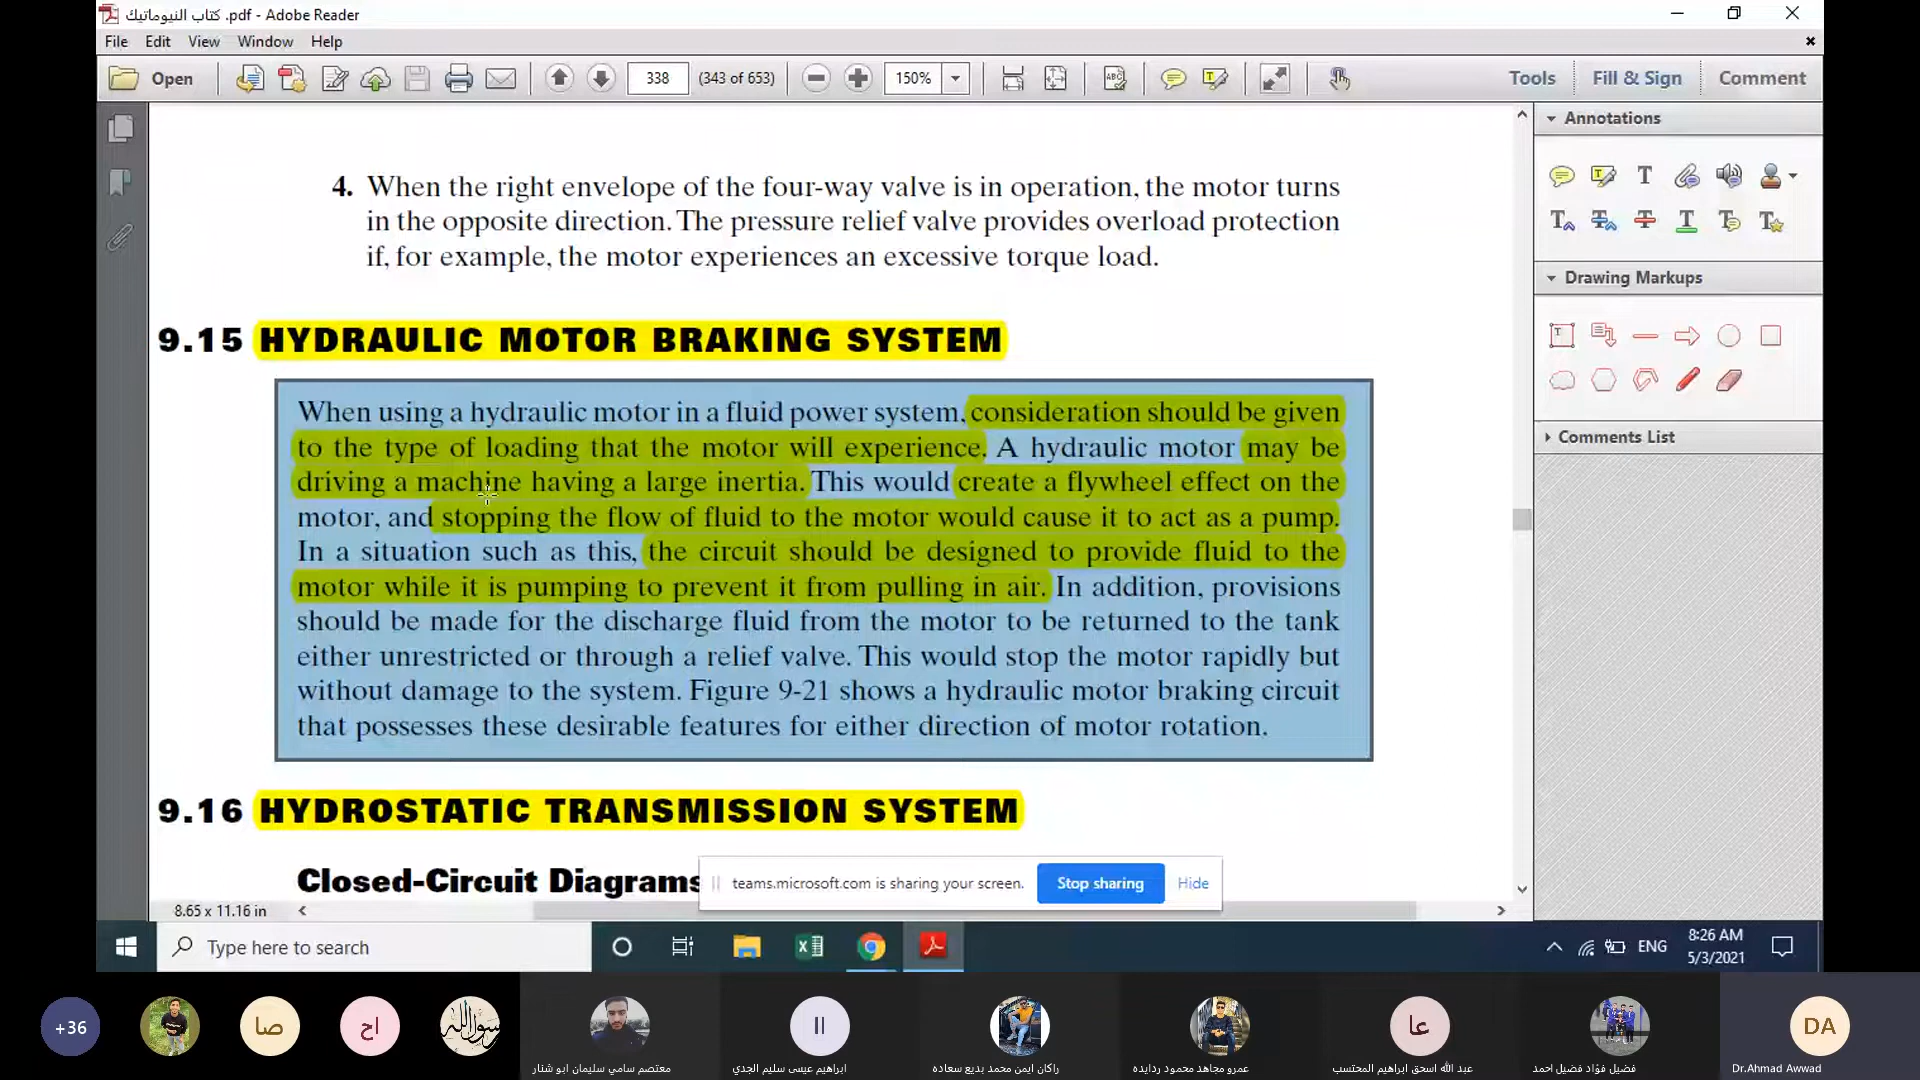 كتاب النيوماتيك .pdf - Adobe Reader
File Edit View Window Help
Open 338 (343 of 653) 150% Tools Fill & Sign Comment
Annotations
4. When the right envelope of the four-way valve is in operation, the motor turns
in the opposite direction. The pressure relief valve provides overload protection
if, for example, the motor experiences an excessive torque load.
Drawing Markups
9.15 HYDRAULIC MOTOR BRAKING SYSTEM
When using a hydraulic motor in a fluid power system, consideration should be given
to the type of loading that the motor will experience. A hydraulic motor may be
driving a machine having a large inertia. This would create a flywheel effect on the
motor, and stopping the flow of fluid to the motor would cause it to act as a pump.
In a situation such as this, the circuit should be designed to provide fluid to the
motor while it is pumping to prevent it from pulling in air. In addition, provisions
should be made for the discharge fluid from the motor to be returned to the tank
either unrestricted or through a relief valve. This would stop the motor rapidly but
without damage to the system. Figure 9-21 shows a hydraulic motor braking circuit
that possesses these desirable features for either direction of motor rotation.
Comments List
9.16 HYDROSTATIC TRANSMISSION SYSTEM
Closed-Circuit Diagrams
teams.microsoft.com is sharing your screen. Stop sharing Hide
8.65 x 11.16 in
Type here to search
ENG
8:26 AM
5/3/2021
+36
صا
اح
رسول الله
اا
عا
DA
معتصم سامي سليمان ابو شنار
ابراهيم عيسى سليم الجدي
راكان ايمن محمد بديع سعاده
عمرو مجاهد محمود ردايده
عبد الله اسحق ابراهيم المحتسب
فضيل فؤاد فضيل احمد
Dr.Ahmad Awwad